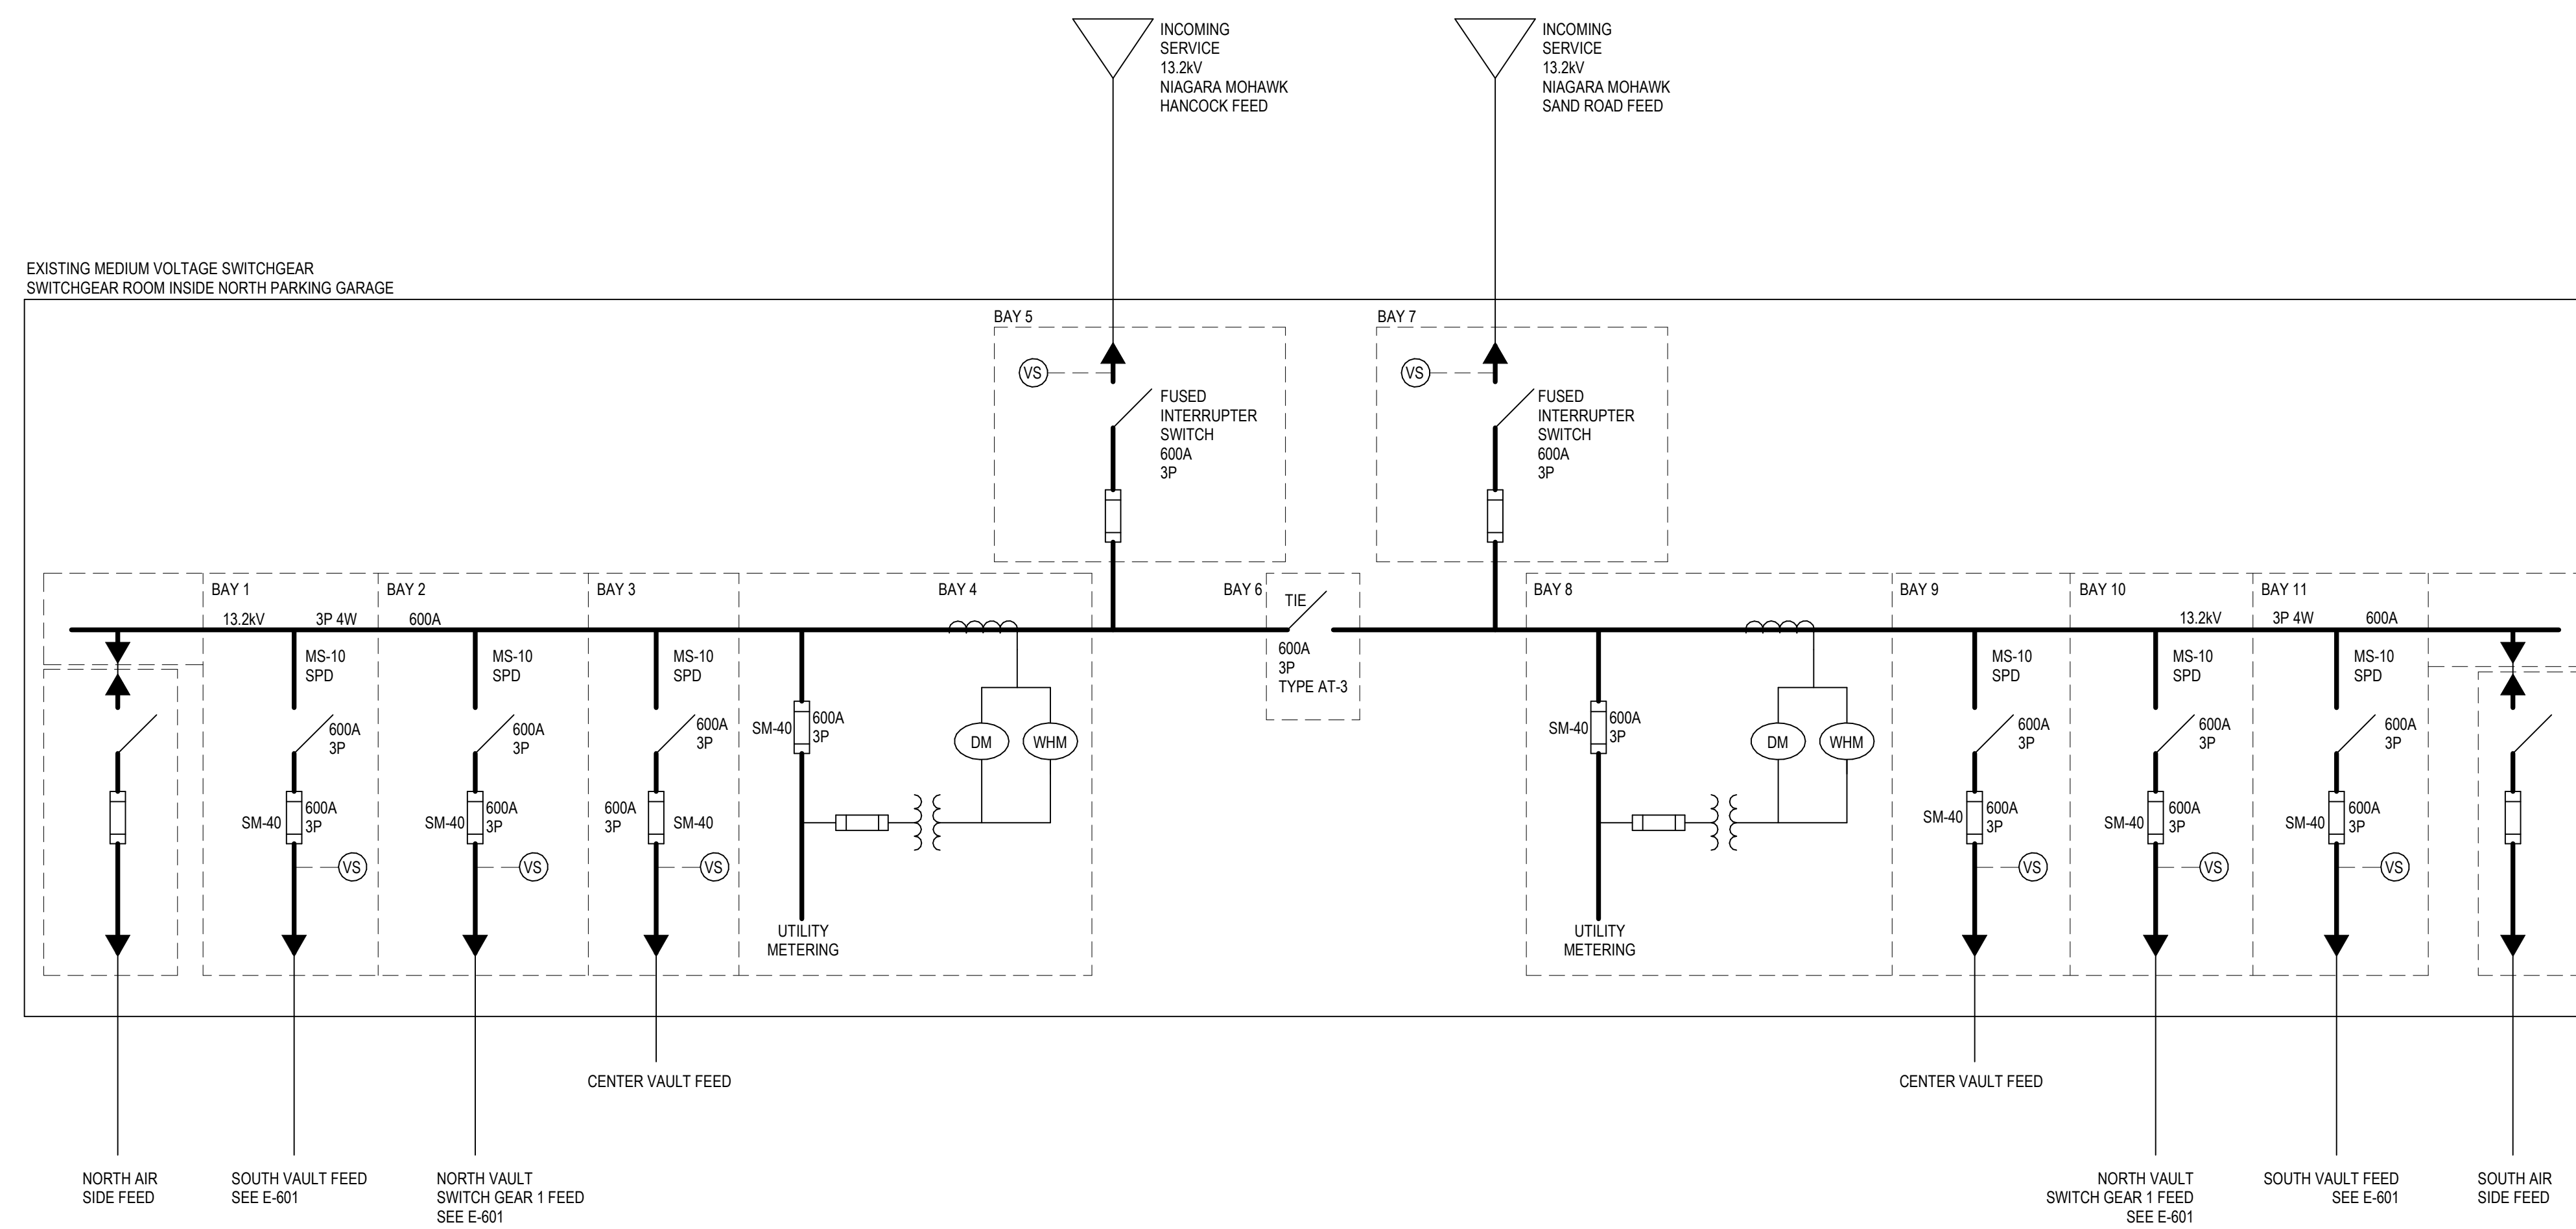 INCOMING
SERVICE
13.2kV
NIAGARA MOHAWK
HANCOCK FEED
INCOMING
SERVICE
13.2kV
NIAGARA MOHAWK
SAND ROAD FEED
EXISTING MEDIUM VOLTAGE SWITCHGEAR
SWITCHGEAR ROOM INSIDE NORTH PARKING GARAGE
BAY 5
VS
FUSED
INTERRUPTER
SWITCH
600A
3P
BAY 7
VS
FUSED
INTERRUPTER
SWITCH
600A
3P
BAY 1
13.2kV
3P 4W
MS-10
SPD
600A
3P
SM-40
600A
3P
VS
BAY 2
600A
MS-10
SPD
600A
3P
SM-40
600A
3P
VS
BAY 3
MS-10
SPD
600A
3P
600A
3P
SM-40
VS
BAY 4
SM-40
600A
3P
DM
WHM
UTILITY
METERING
BAY 6
TIE
600A
3P
TYPE AT-3
BAY 8
SM-40
600A
3P
DM
WHM
UTILITY
METERING
BAY 9
MS-10
SPD
600A
3P
SM-40
600A
3P
VS
BAY 10
13.2kV
MS-10
SPD
600A
3P
SM-40
600A
3P
VS
BAY 11
3P 4W
600A
MS-10
SPD
600A
3P
SM-40
600A
3P
VS
CENTER VAULT FEED
CENTER VAULT FEED
NORTH AIR
SIDE FEED
SOUTH VAULT FEED
SEE E-601
NORTH VAULT
SWITCH GEAR 1 FEED
SEE E-601
NORTH VAULT
SWITCH GEAR 1 FEED
SEE E-601
SOUTH VAULT FEED
SEE E-601
SOUTH AIR
SIDE FEED